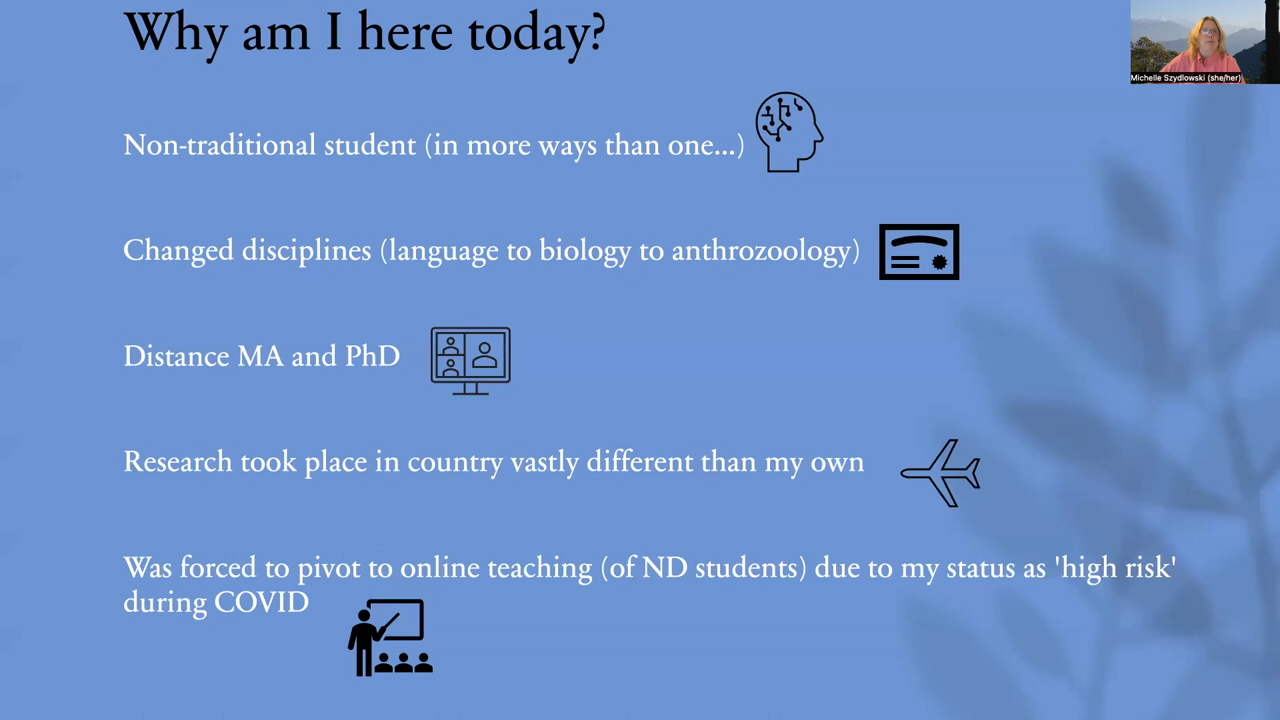 Why am I here today?
Michelle Szydlowski (she/her)
Non-traditional student (in more ways than one...)
Changed disciplines (language to biology to anthrozoology)
Distance MA and PhD
Research took place in country vastly different than my own
Was forced to pivot to online teaching (of ND students) due to my status as 'high risk'
during COVID